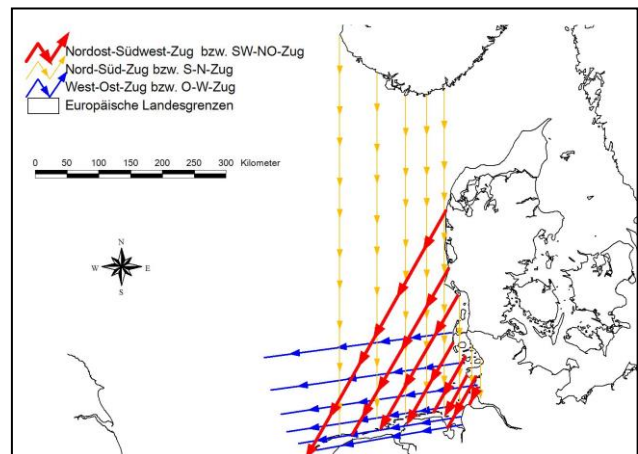 Nordost-Südwest-Zug bzw. SW-NO-Zug
Nord-Süd-Zug bzw. S-N-Zug
West-Ost-Zug bzw. O-W-Zug
Europäische Landesgrenzen
0 50 100 150 200 250 300 Kilometer
N
W E
S